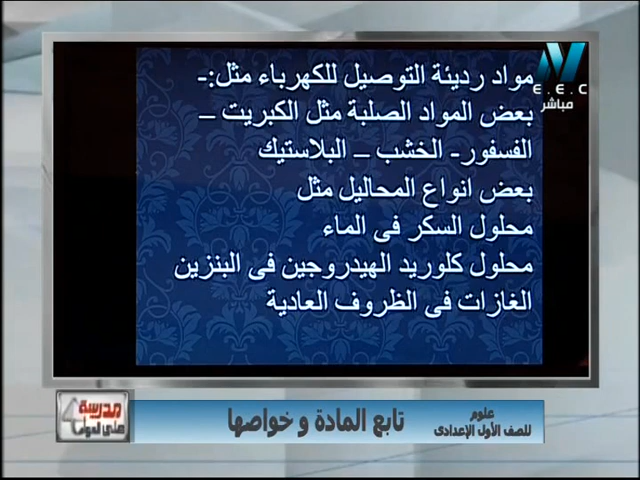 مواد رديئة التوصيل للكهرباء مثل:-
بعض المواد الصلبة مثل الكبريت –
الفسفور- الخشب – البلاستيك
بعض انواع المحاليل مثل
محلول السكر فى الماء
محلول كلوريد الهيدروجين فى البنزين
الغازات فى الظروف العادية
E.E.C
مباشر
مدرسة
على الهواء
تابع المادة و خواصها
علوم
للصف الأول الإعدادى